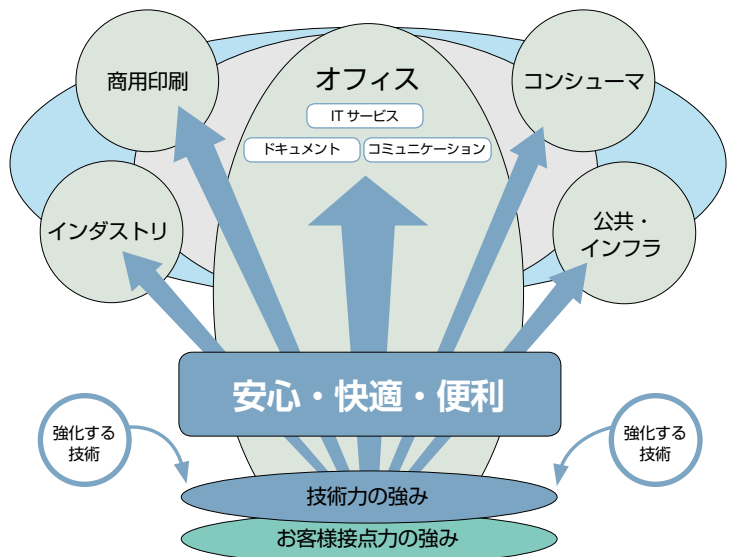 商用印刷
オフィス
コンシューマ
IT サービス
ドキュメント
コミュニケーション
インダストリ
公共・
インフラ
安心・快適・便利
強化する
技術
強化する
技術
技術力の強み
お客様接点力の強み